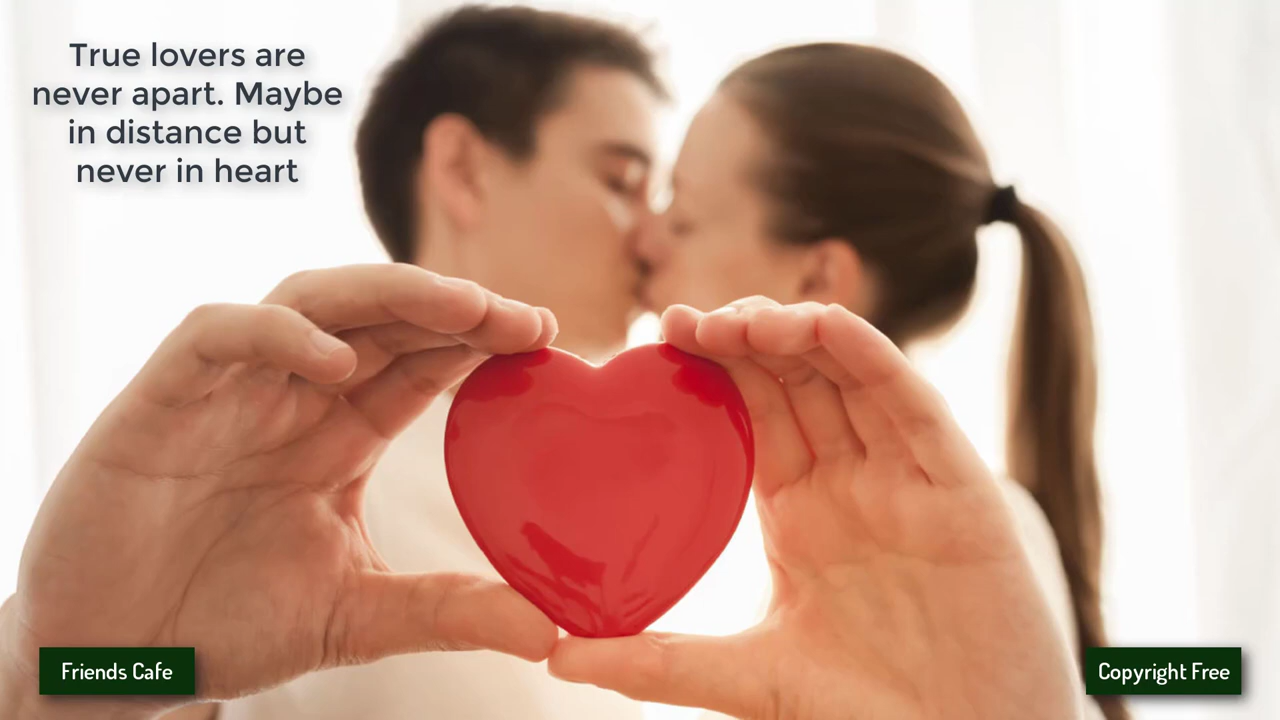 True lovers are
never apart. Maybe
in distance but
never in heart
Friends Cafe
Copyright Free